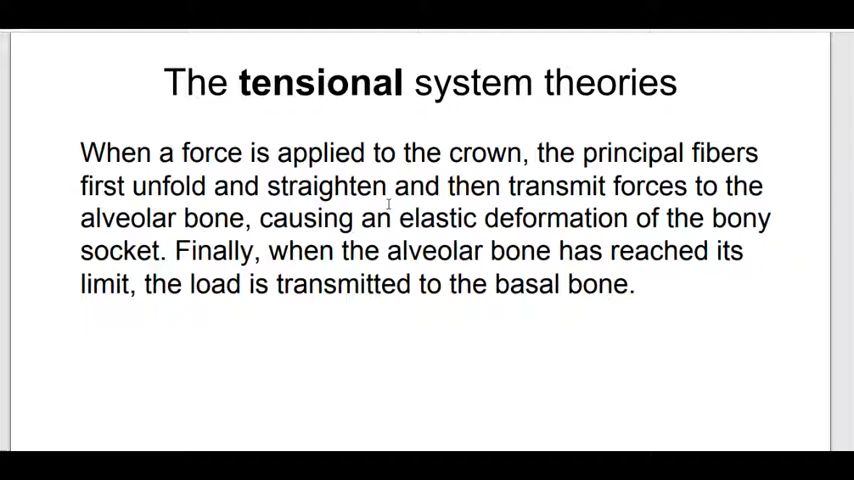 The tensional system theories
When a force is applied to the crown, the principal fibers
first unfold and straighten and then transmit forces to the
alveolar bone, causing an elastic deformation of the bony
socket. Finally, when the alveolar bone has reached its
limit, the load is transmitted to the basal bone.